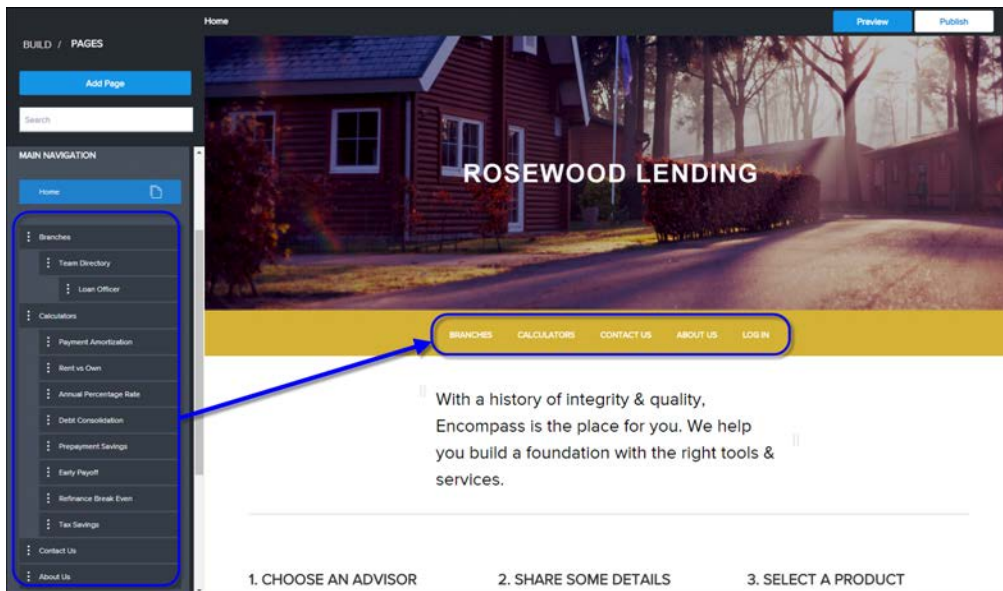 Home
Preview
Publish
BUILD / PAGES
Add Page
Search
MAIN NAVIGATION
Home
Branches
Team Directory
Loan Officer
Calculators
Payment Amortization
Rent vs Own
Annual Percentage Rate
Debt Consolidation
Prepayment Savings
Early Payoff
Refinance Break Even
Tax Savings
Contact Us
About Us
ROSEWOOD LENDING
BRANCHES CALCULATORS CONTACT US ABOUT US LOG IN
With a history of integrity & quality,
Encompass is the place for you. We help
you build a foundation with the right tools &
services.
1. CHOOSE AN ADVISOR 2. SHARE SOME DETAILS 3. SELECT A PRODUCT